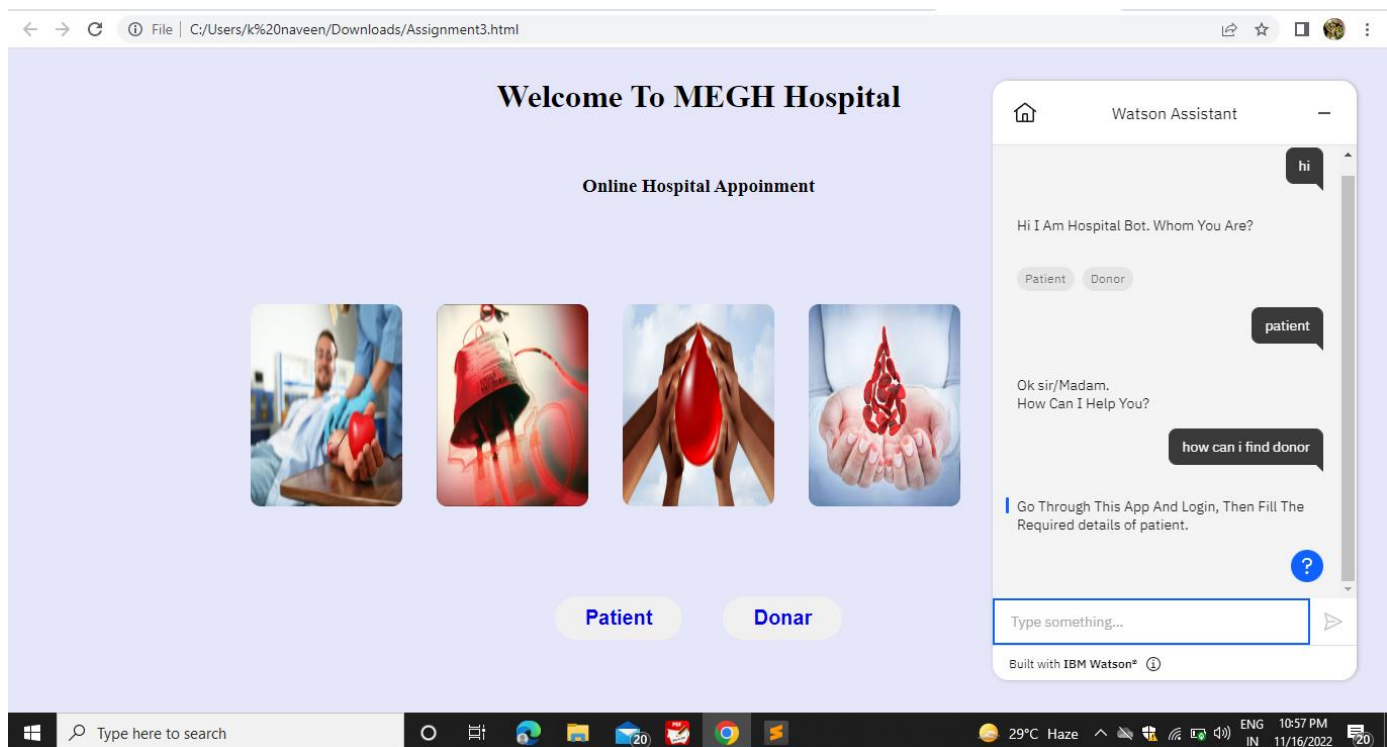 File | C:/Users/k%20naveen/Downloads/Assignment3.html
Welcome To MEGH Hospital
Online Hospital Appoinment
Patient
Donar
Watson Assistant
hi
Hi I Am Hospital Bot. Whom You Are?
Patient
Donor
patient
Ok sir/Madam.
How Can I Help You?
how can i find donor
Go Through This App And Login, Then Fill The
Required details of patient.
?
Type something...
Built with IBM Watson®
Type here to search
20
PDF
29°C Haze
ENG
IN
10:57 PM
11/16/2022
20